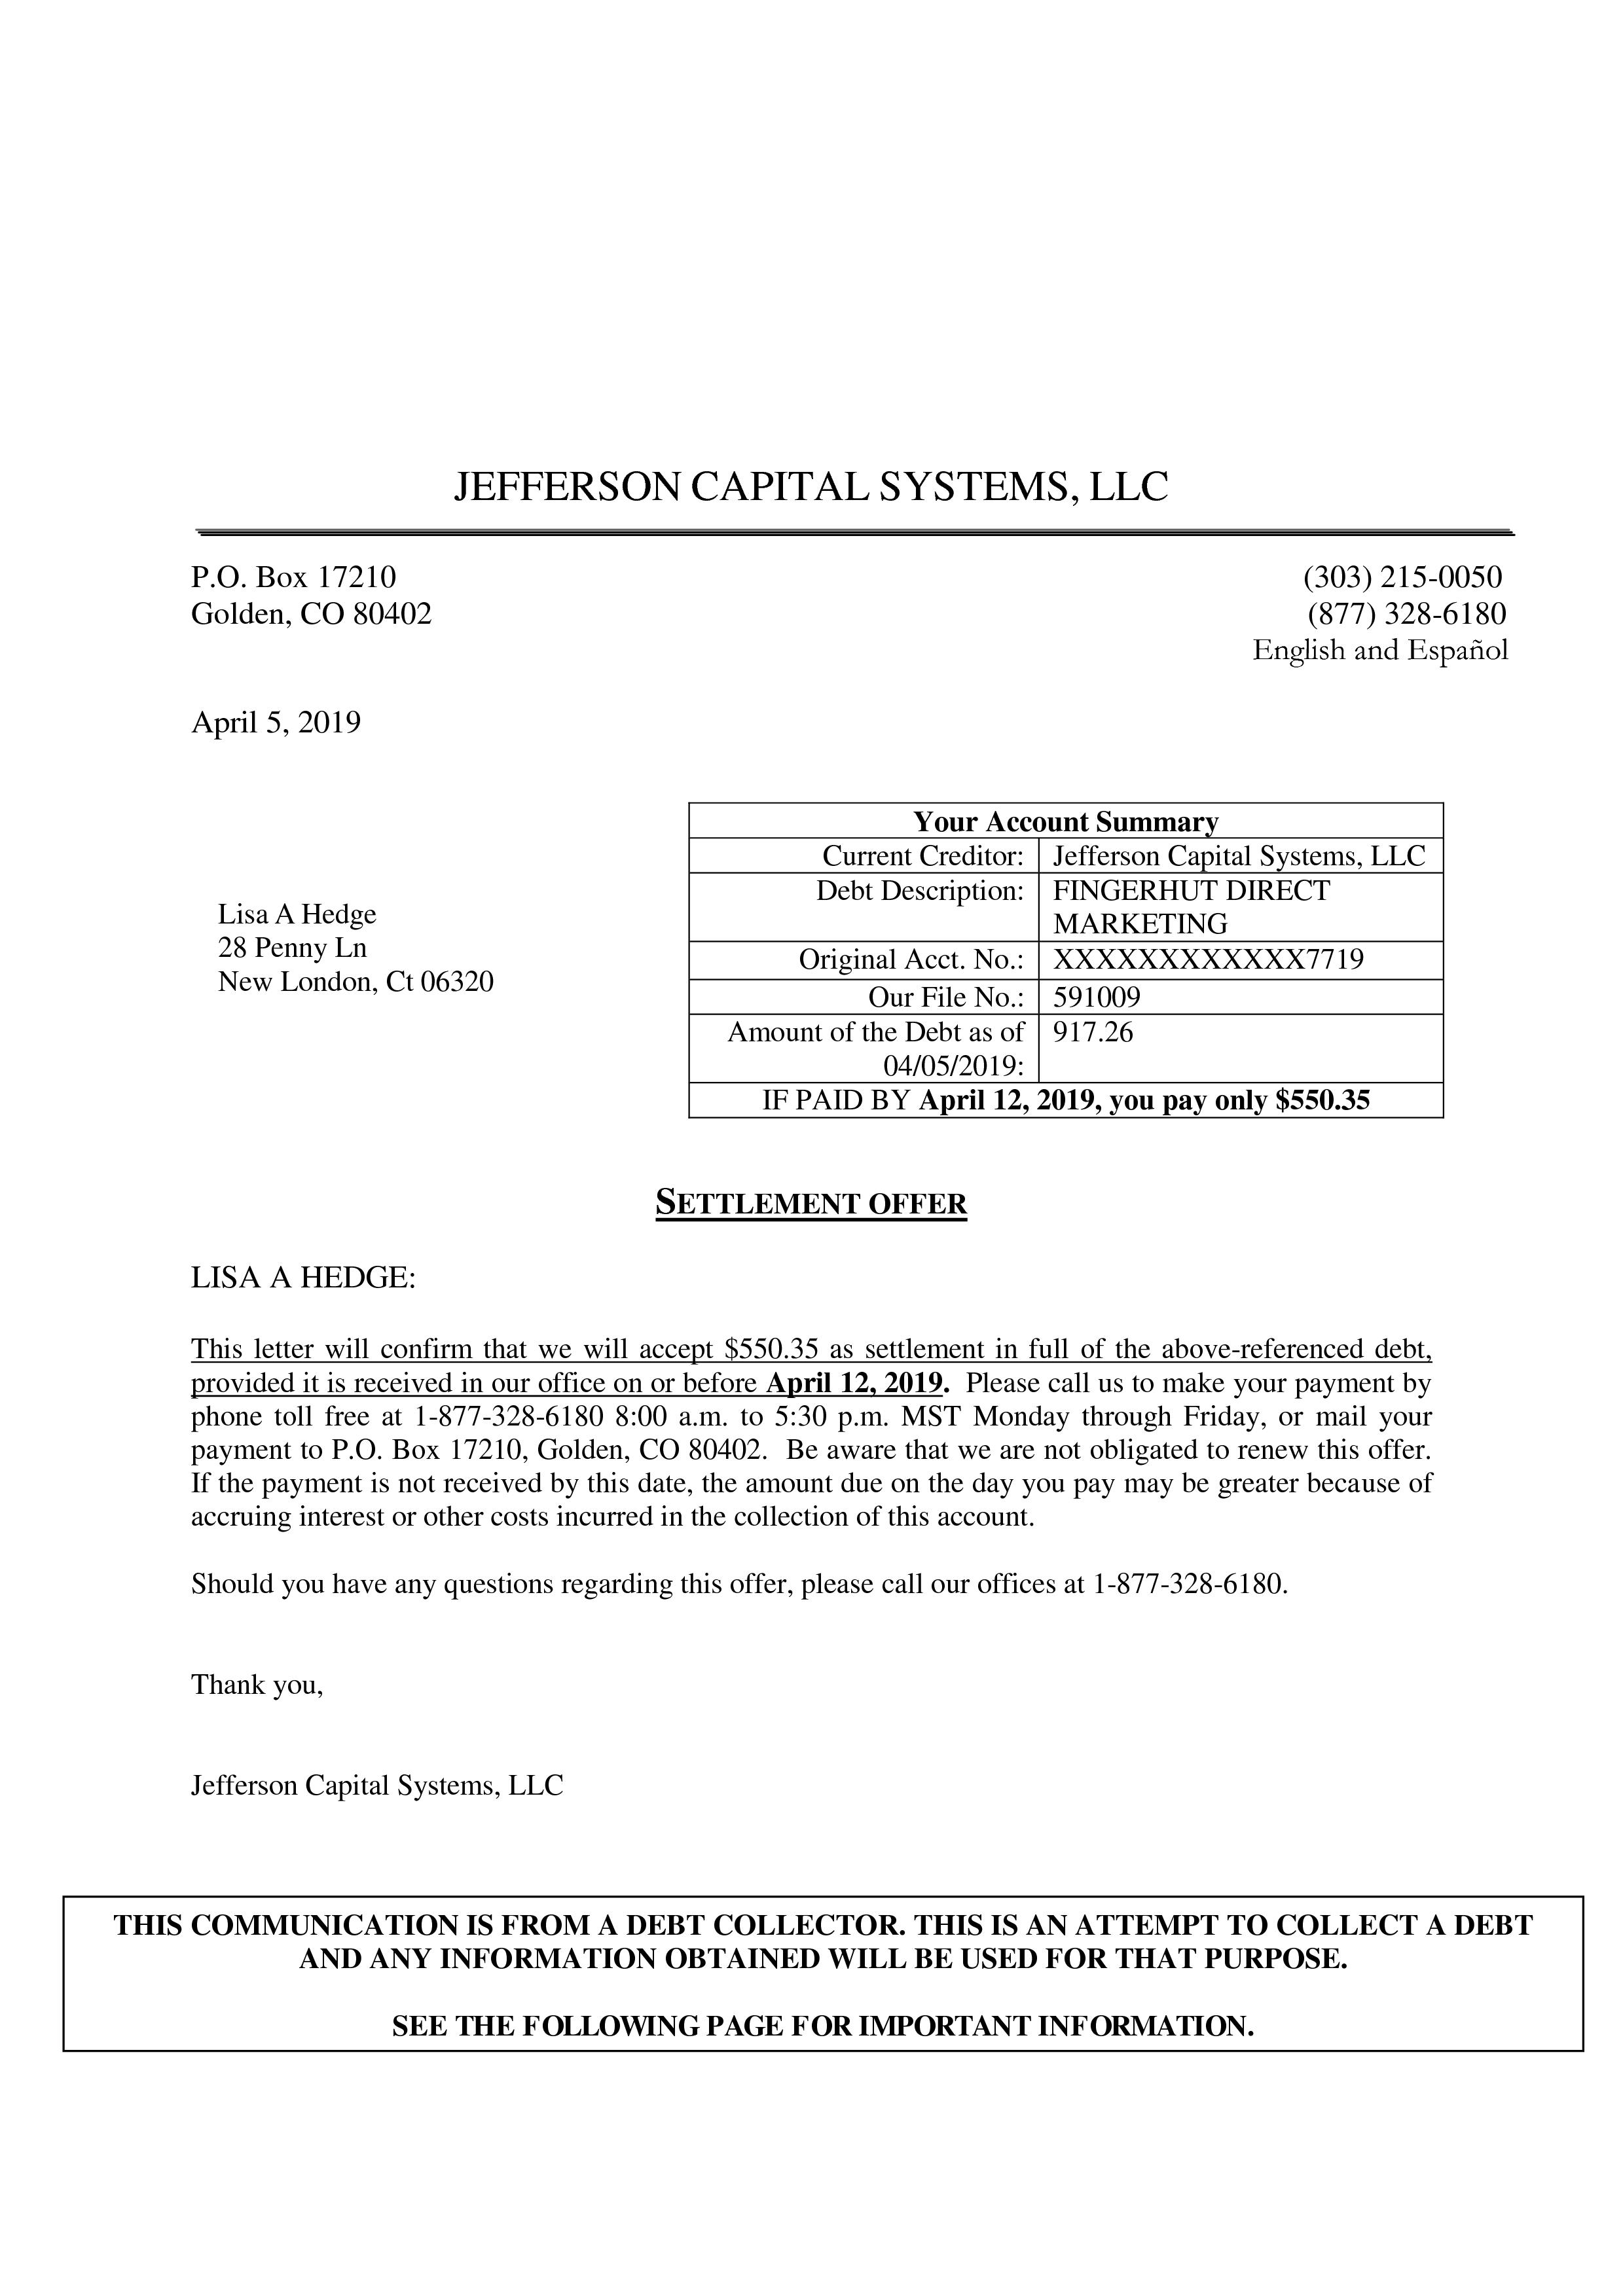 JEFFERSON CAPITAL SYSTEMS, LLC
P.O. Box 17210
Golden, CO 80402
(303) 215-0050
(877) 328-6180
English and Español
April 5, 2019
Lisa A Hedge
28 Penny Ln
New London, Ct 06320
Your Account Summary
Current Creditor: Jefferson Capital Systems, LLC
Debt Description: FINGERHUT DIRECT
MARKETING
Original Acct. No.: XXXXXXXXXXXX7719
Our File No.: 591009
Amount of the Debt as of 917.26
04/05/2019:
IF PAID BY April 12, 2019, you pay only $550.35
SETTLEMENT OFFER
LISA A HEDGE:
This letter will confirm that we will accept $550.35 as settlement in full of the above-referenced debt,
provided it is received in our office on or before April 12, 2019. Please call us to make your payment by
phone toll free at 1-877-328-6180 8:00 a.m. to 5:30 p.m. MST Monday through Friday, or mail your
payment to P.O. Box 17210, Golden, CO 80402. Be aware that we are not obligated to renew this offer.
If the payment is not received by this date, the amount due on the day you pay may be greater because of
accruing interest or other costs incurred in the collection of this account.
Should you have any questions regarding this offer, please call our offices at 1-877-328-6180.
Thank you,
Jefferson Capital Systems, LLC
THIS COMMUNICATION IS FROM A DEBT COLLECTOR. THIS IS AN ATTEMPT TO COLLECT A DEBT
AND ANY INFORMATION OBTAINED WILL BE USED FOR THAT PURPOSE.
SEE THE FOLLOWING PAGE FOR IMPORTANT INFORMATION.